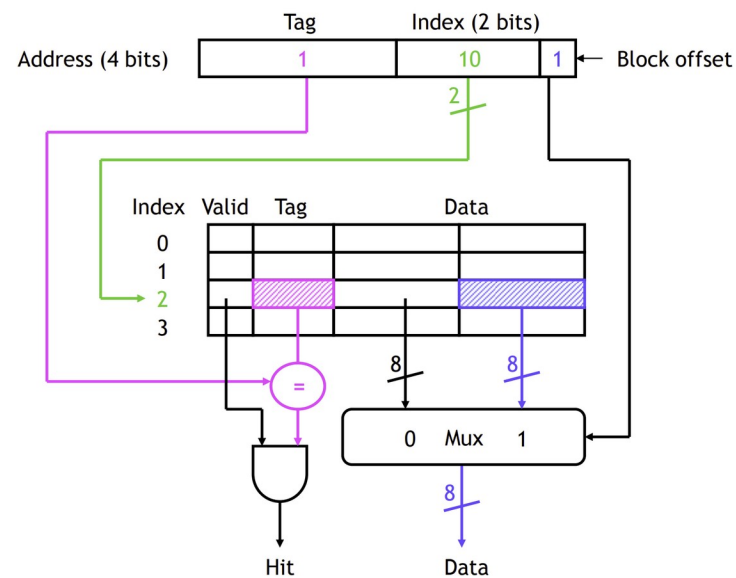 Tag Index (2 bits)
Address (4 bits) 1 10 1 Block offset
2
Index Valid Tag Data
0
1
2
3
8 8
=
0 Mux 1
8
Hit Data